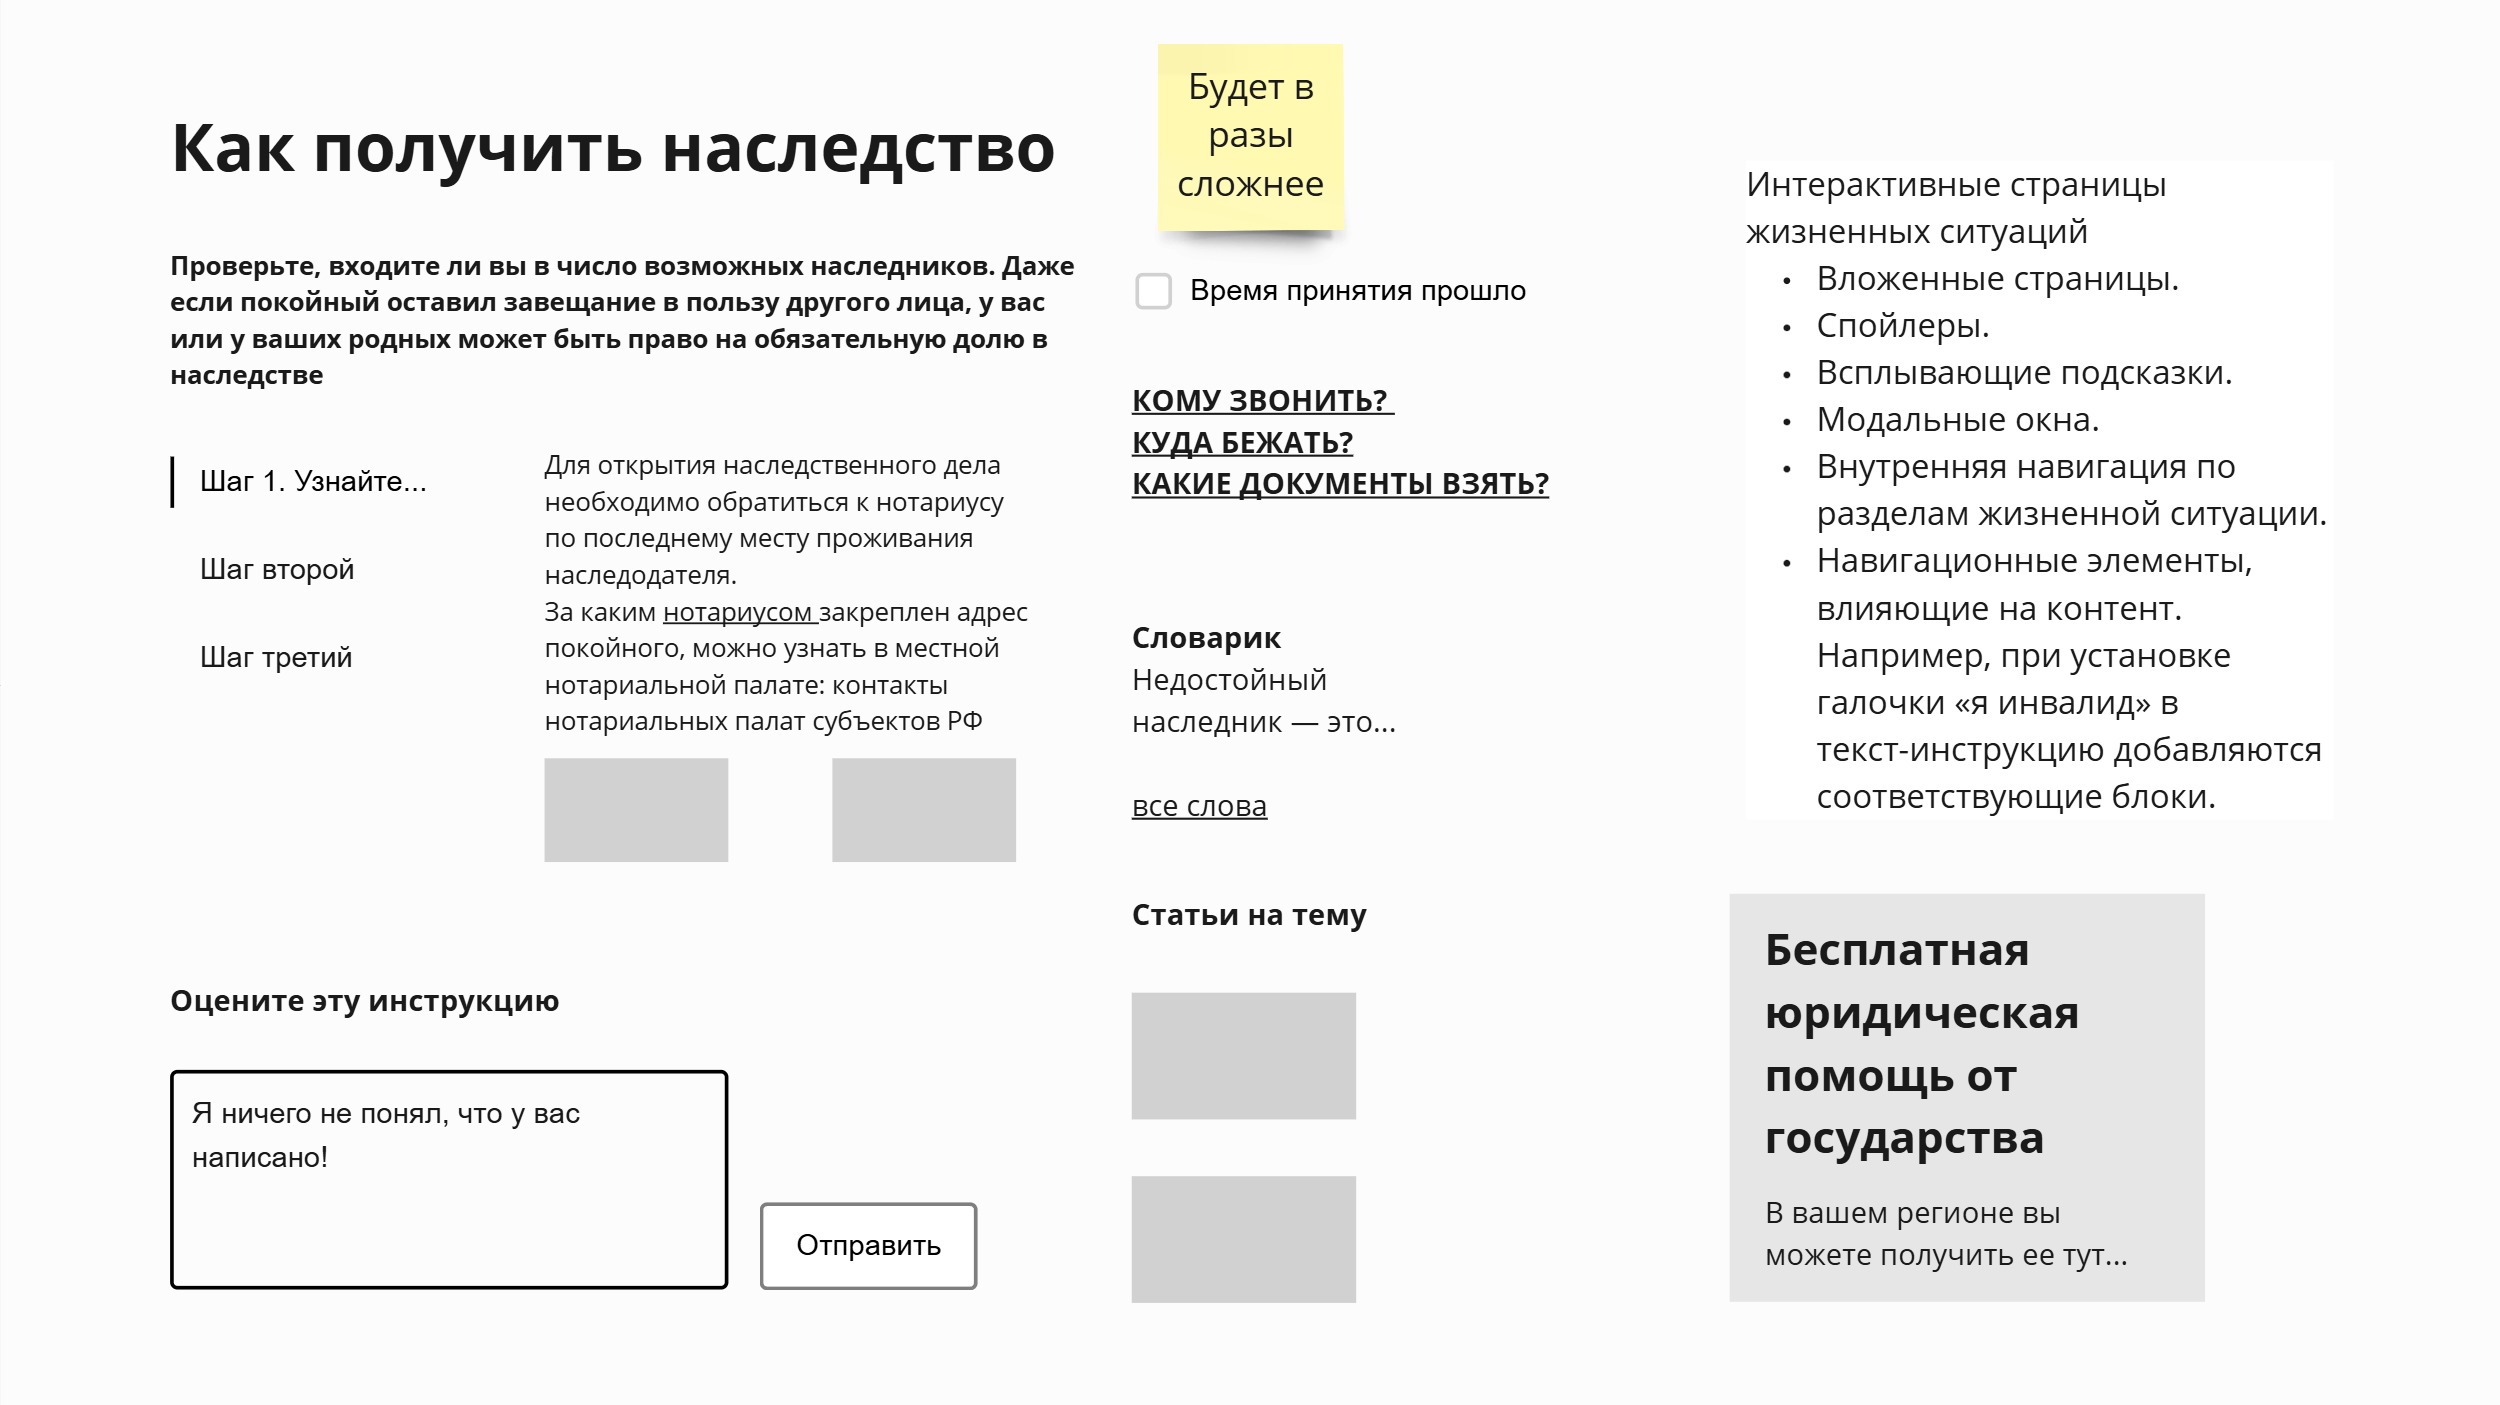 Как получить наследство
Проверьте, входите ли вы в число возможных наследников. Даже
если покойный оставил завещание в пользу другого лица, у вас
или у ваших родных может быть право на обязательную долю в
наследстве
Шаг 1. Узнайте...
Шаг второй
Шаг третий
Для открытия наследственного дела
необходимо обратиться к нотариусу
по последнему месту проживания
наследодателя.
За каким нотариусом закреплен адрес
покойного, можно узнать в местной
нотариальной палате: контакты
нотариальных палат субъектов РФ
Оцените эту инструкцию
Я ничего не понял, что у вас
написано!
Отправить
Будет в
разы
сложнее
Время принятия прошло
КОМУ ЗВОНИТЬ?
КУДА БЕЖАТЬ?
КАКИЕ ДОКУМЕНТЫ ВЗЯТЬ?
Словарик
Недостойный
наследник — это...
все слова
Статьи на тему
Интерактивные страницы
жизненных ситуаций
• Вложенные страницы.
• Спойлеры.
• Всплывающие подсказки.
• Модальные окна.
• Внутренняя навигация по
разделам жизненной ситуации.
• Навигационные элементы,
влияющие на контент.
Например, при установке
галочки «я инвалид» в
текст-инструкцию добавляются
соответствующие блоки.
Бесплатная
юридическая
помощь от
государства
В вашем регионе вы
можете получить ее тут...